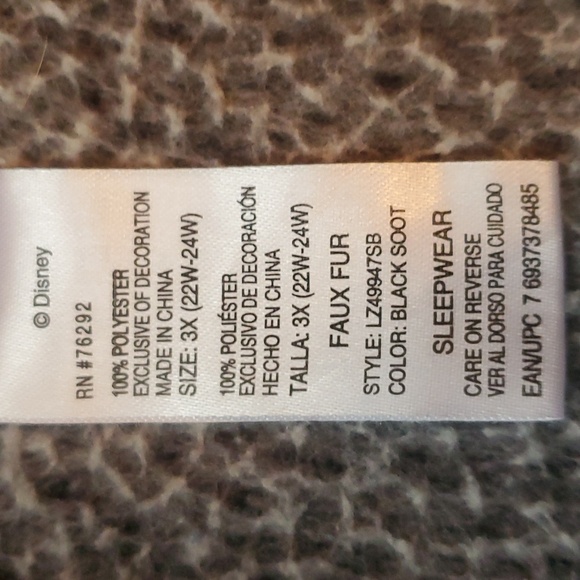 © Disney
RN #76292
100% POLYESTER
EXCLUSIVE OF DECORATION
MADE IN CHINA
SIZE: 3X (22W-24W)
100% POLIÉSTER
EXCLUSIVO DE DECORACIÓN
HECHO EN CHINA
TALLA: 3X (22W-24W)
FAUX FUR
STYLE: LZ49947SB
COLOR: BLACK SOOT
SLEEPWEAR
CARE ON REVERSE
VER AL DORSO PARA CUIDADO
EAN/UPC 7 6937378485